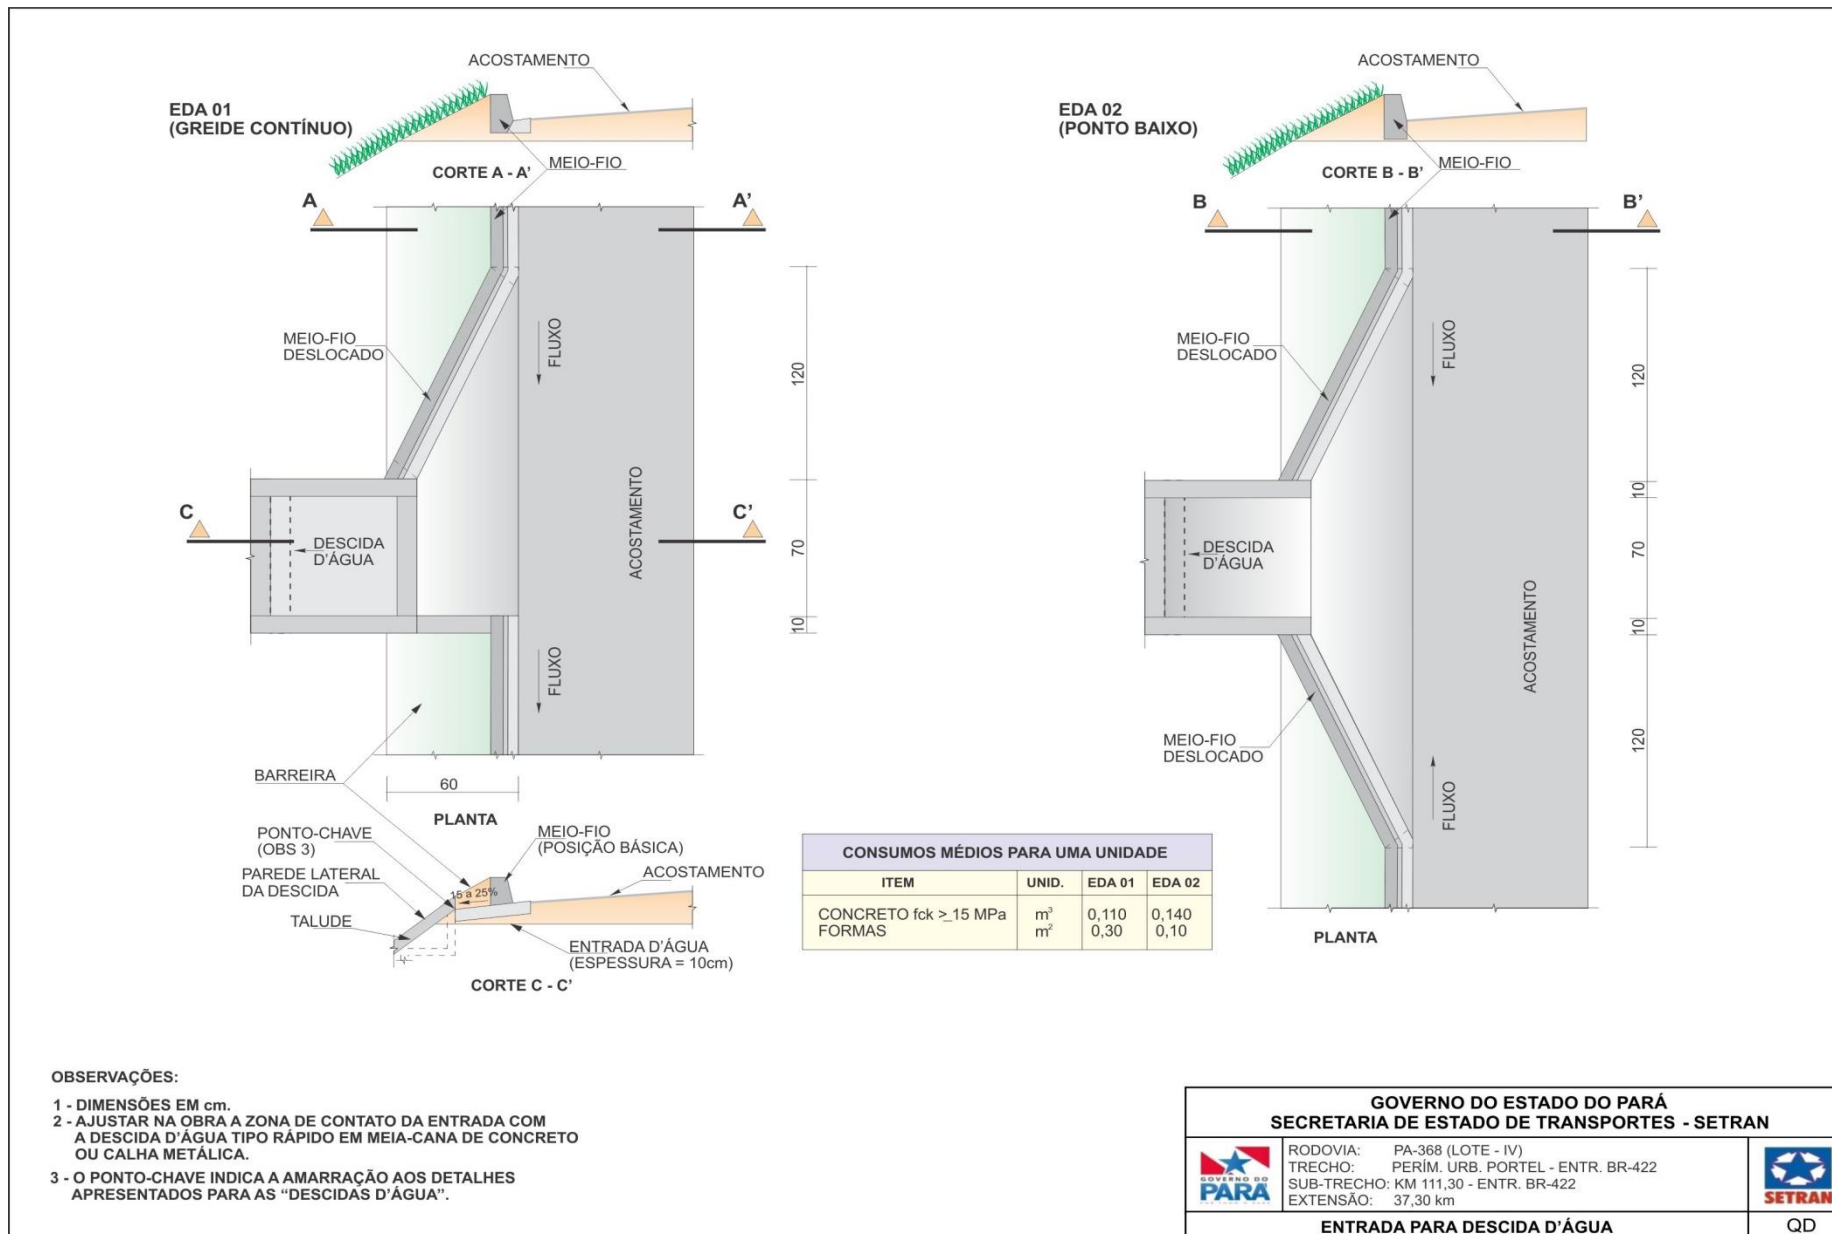 ACOSTAMENTO
EDA 01
(GREIDE CONTÍNUO)
CORTE A - A'
MEIO-FIO
A
A'
MEIO-FIO
DESLOCADO
FLUXO
120
C
C'
DESCIDA
D'ÁGUA
ACOSTAMENTO
70
10
FLUXO
BARREIRA
60
PLANTA
PONTO-CHAVE
(OBS 3)
MEIO-FIO
(POSIÇÃO BÁSICA)
PAREDE LATERAL
DA DESCIDA
15 a 25%
ACOSTAMENTO
TALUDE
ENTRADA D'ÁGUA
(ESPESSURA = 10cm)
CORTE C - C'
ACOSTAMENTO
EDA 02
(PONTO BAIXO)
CORTE B - B'
MEIO-FIO
B
B'
MEIO-FIO
DESLOCADO
FLUXO
120
10
DESCIDA
D'ÁGUA
70
10
ACOSTAMENTO
MEIO-FIO
DESLOCADO
FLUXO
120
PLANTA
CONSUMOS MÉDIOS PARA UMA UNIDADE
ITEM UNID. EDA 01 EDA 02
CONCRETO fck ≥ 15 MPa m³ 0,110 0,140
FORMAS m² 0,30 0,10
OBSERVAÇÕES:
1 - DIMENSÕES EM cm.
2 - AJUSTAR NA OBRA A ZONA DE CONTATO DA ENTRADA COM
A DESCIDA D'ÁGUA TIPO RÁPIDO EM MEIA-CANA DE CONCRETO
OU CALHA METÁLICA.
3 - O PONTO-CHAVE INDICA A AMARRAÇÃO AOS DETALHES
APRESENTADOS PARA AS “DESCIDAS D'ÁGUA”.
GOVERNO DO ESTADO DO PARÁ
SECRETARIA DE ESTADO DE TRANSPORTES - SETRAN
GOVERNO DO
PARÁ
RODOVIA: PA-368 (LOTE - IV)
TRECHO: PERÍM. URB. PORTEL - ENTR. BR-422
SUB-TRECHO: KM 111,30 - ENTR. BR-422
EXTENSÃO: 37,30 km
SETRAN
ENTRADA PARA DESCIDA D'ÁGUA
QD